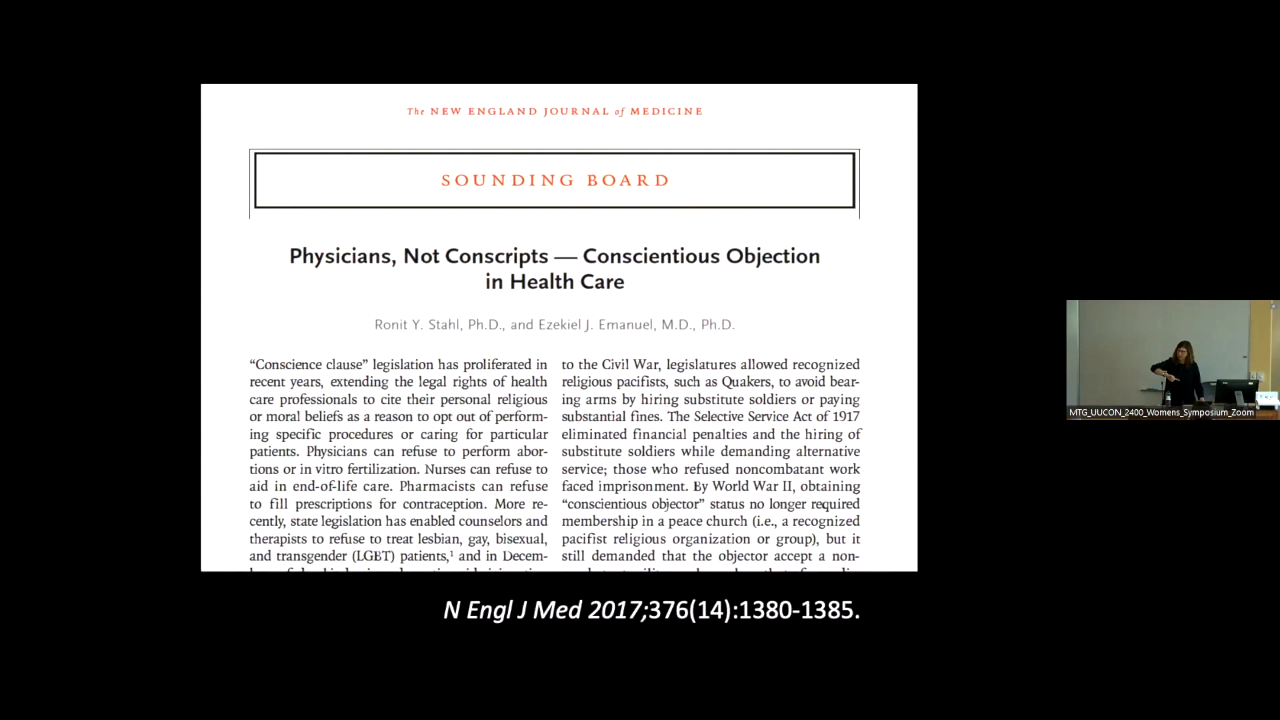 The NEW ENGLAND JOURNAL of MEDICINE
SOUNDING BOARD
Physicians, Not Conscripts — Conscientious Objection
in Health Care
Ronit Y. Stahl, Ph.D., and Ezekiel J. Emanuel, M.D., Ph.D.
“Conscience clause” legislation has proliferated in
recent years, extending the legal rights of health
care professionals to cite their personal religious
or moral beliefs as a reason to opt out of perform-
ing specific procedures or caring for particular
patients. Physicians can refuse to perform abor-
tions or in vitro fertilization. Nurses can refuse to
aid in end-of-life care. Pharmacists can refuse
to fill prescriptions for contraception. More re-
cently, state legislation has enabled counselors and
therapists to refuse to treat lesbian, gay, bisexual,
and transgender (LGBT) patients,¹ and in Decem-
to the Civil War, legislatures allowed recognized
religious pacifists, such as Quakers, to avoid bear-
ing arms by hiring substitute soldiers or paying
substantial fines. The Selective Service Act of 1917
eliminated financial penalties and the hiring of
substitute soldiers while demanding alternative
service; those who refused noncombatant work
faced imprisonment. By World War II, obtaining
“conscientious objector” status no longer required
membership in a peace church (i.e., a recognized
pacifist religious organization or group), but it
still demanded that the objector accept a non-
N Engl J Med 2017;376(14):1380-1385.
MTG_UUCON_2400_Womens_Symposium_Zoom